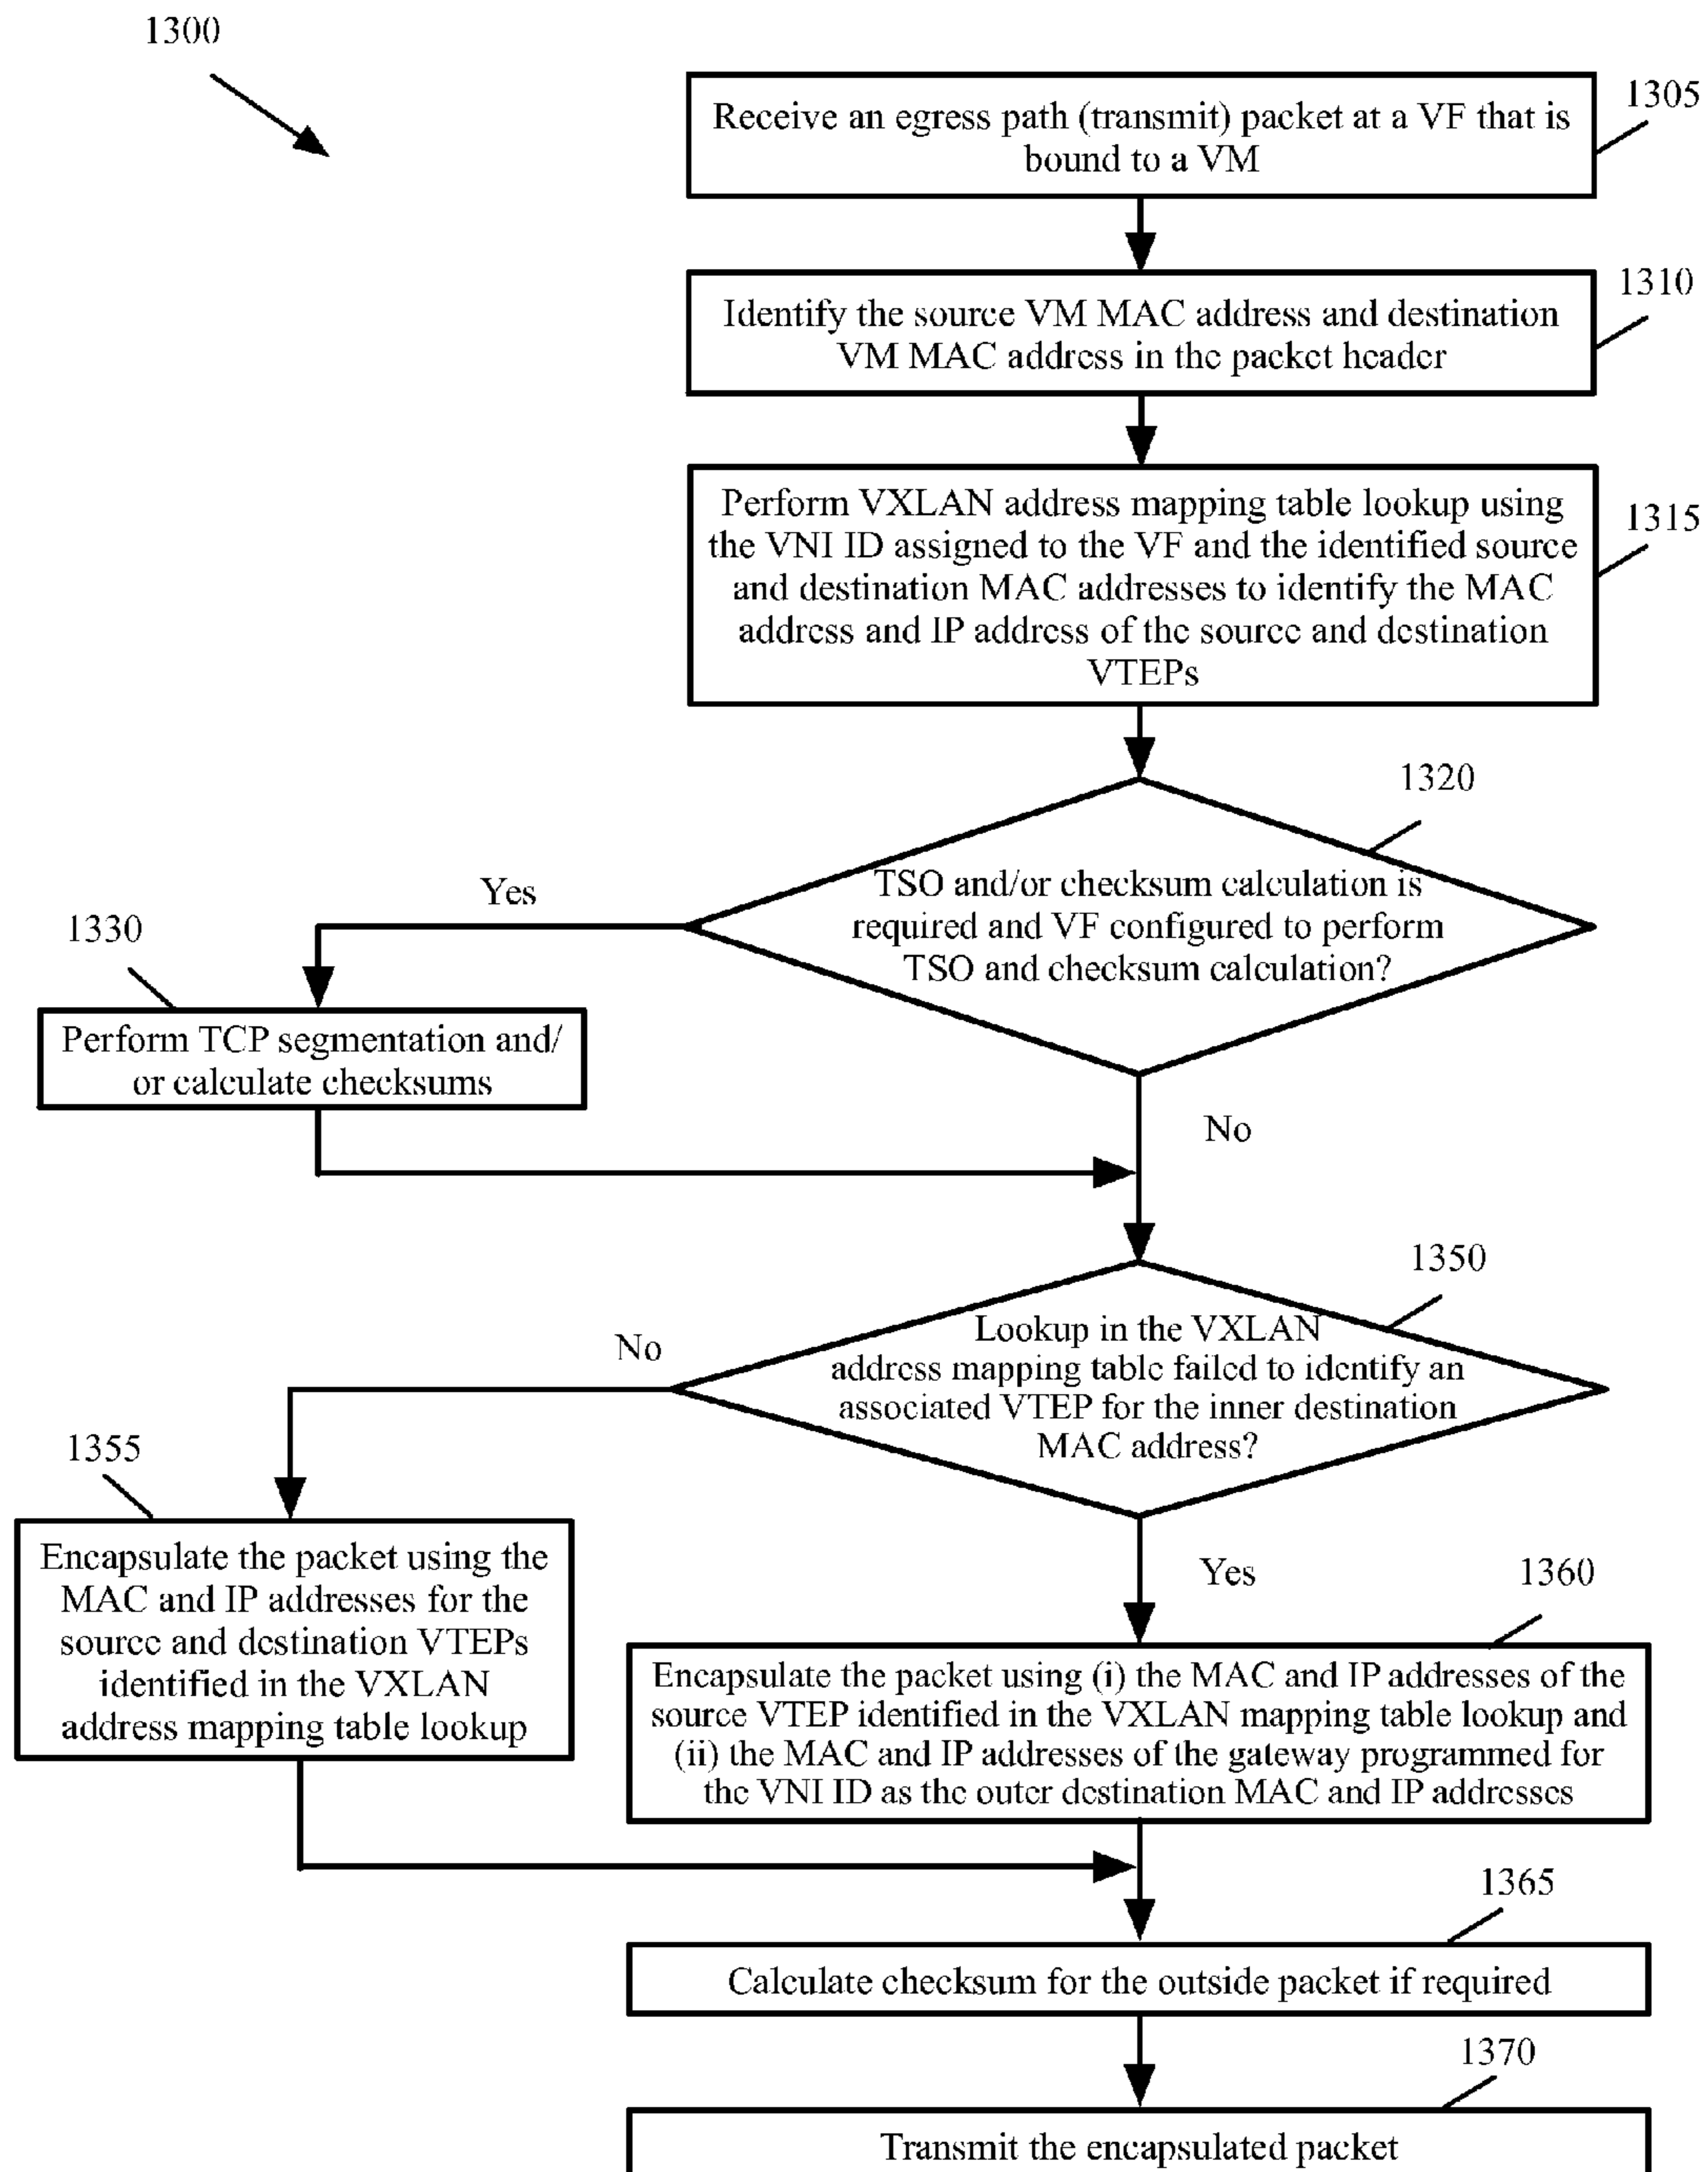 1300
Receive an egress path (transmit) packet at a VF that is
bound to a VM
1305
Identify the source VM MAC address and destination
VM MAC address in the packet header
1310
Perform VXLAN address mapping table lookup using
the VNI ID assigned to the VF and the identified source
and destination MAC addresses to identify the MAC
address and IP address of the source and destination
VTEPs
1315
1320
TSO and/or checksum calculation is
required and VF configured to perform
TSO and checksum calculation?
Yes
1330
Perform TCP segmentation and/
or calculate checksums
No
1350
Lookup in the VXLAN
address mapping table failed to identify an
associated VTEP for the inner destination
MAC address?
No
1355
Encapsulate the packet using the
MAC and IP addresses for the
source and destination VTEPs
identified in the VXLAN
address mapping table lookup
Yes
1360
Encapsulate the packet using (i) the MAC and IP addresses of the
source VTEP identified in the VXLAN mapping table lookup and
(ii) the MAC and IP addresses of the gateway programmed for
the VNI ID as the outer destination MAC and IP addresses
1365
Calculate checksum for the outside packet if required
1370
Transmit the encapsulated packet